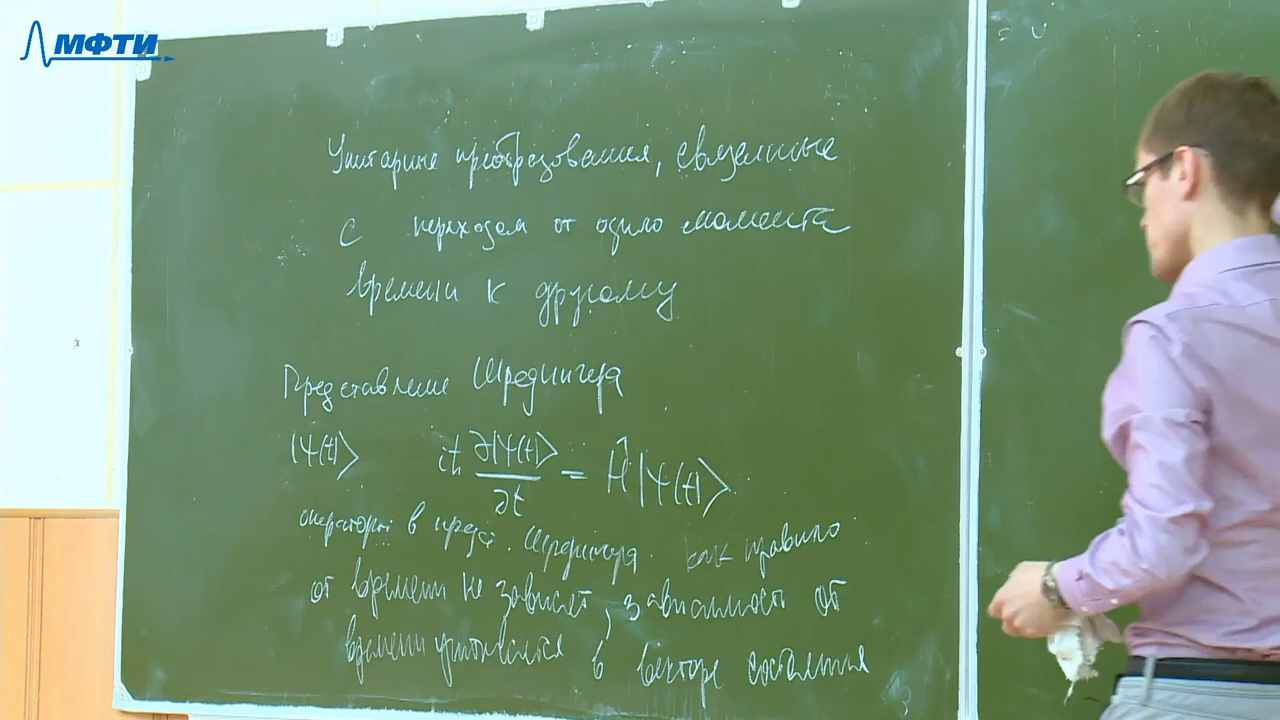 МФТИ
Унитарные преобразования, связанные
с переходом от одного момента
времени к другому
Представление Шредингера
|Ψ(t)⟩ iħ ∂|Ψ(t)⟩/∂t = Ĥ|Ψ(t)⟩
операторы в предст. Шредингера как правило
от времени не зависят, зависимость от
времени в векторе состояния